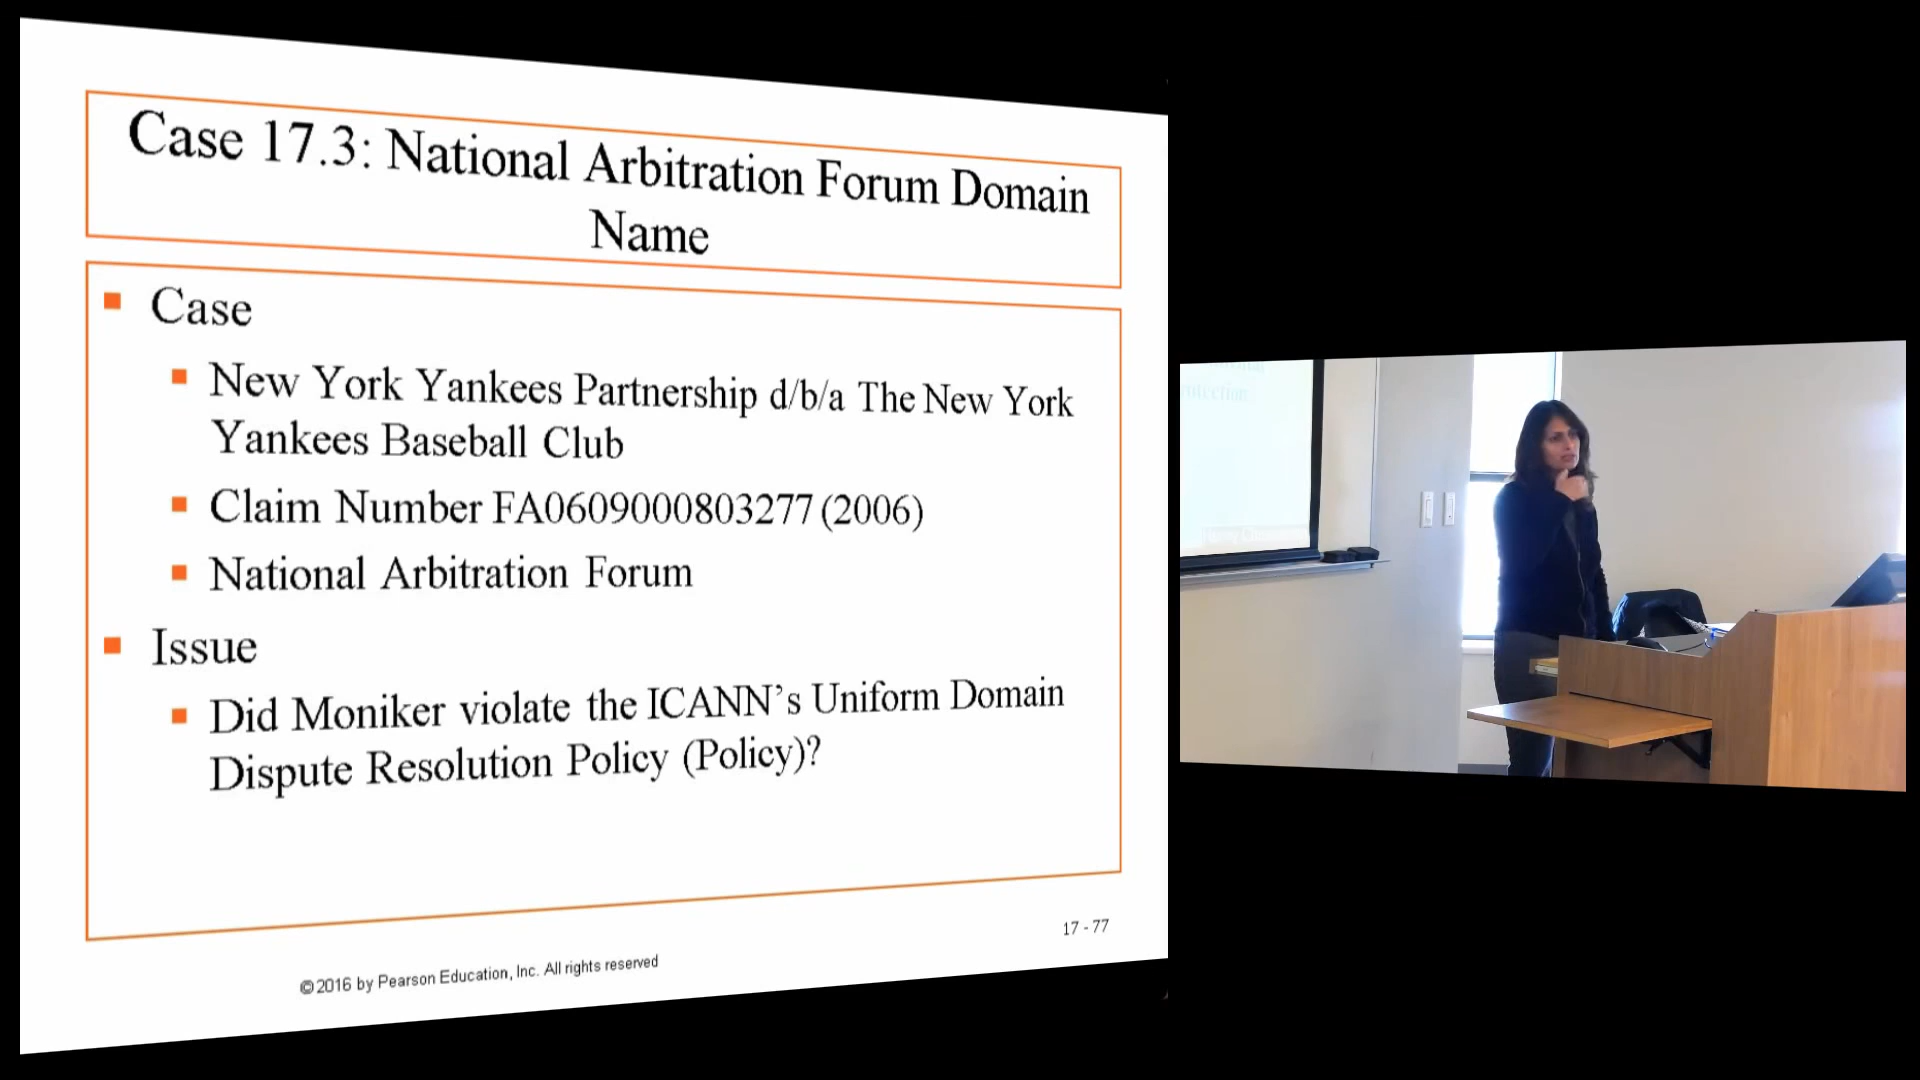 Case 17.3: National Arbitration Forum Domain
Name
Case
New York Yankees Partnership d/b/a The New York
Yankees Baseball Club
Claim Number FA0609000803277 (2006)
National Arbitration Forum
Issue
Did Moniker violate the ICANN's Uniform Domain
Dispute Resolution Policy (Policy)?
17 - 77
©2016 by Pearson Education, Inc. All rights reserved